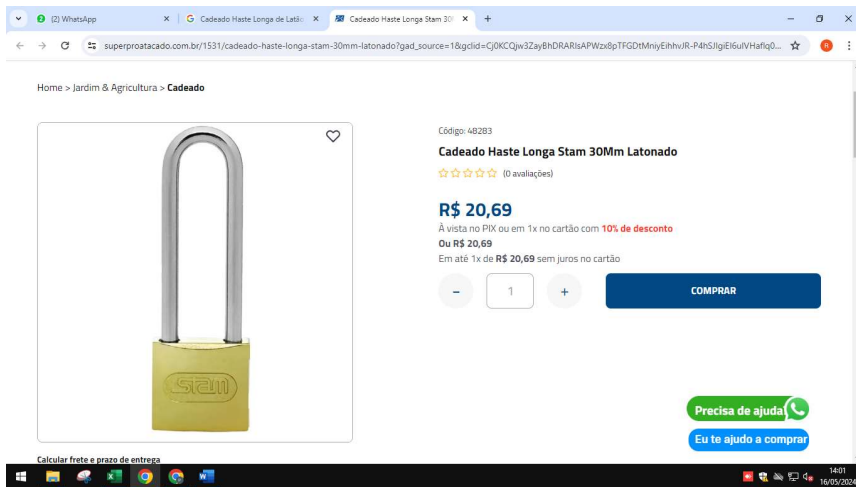 (2) WhatsApp
Cadeado Haste Longa de Latão
Cadeado Haste Longa Stam 30
superproatacado.com.br/1531/cadeado-haste-longa-stam-30mm-latonado?gad_source=1&gclid=
R
Home > Jardim & Agricultura > Cadeado
Código: 48283
Cadeado Haste Longa Stam 30Mm Latonado
(0 avaliações)
R$ 20,69
À vista no PIX ou em 1x no cartão com 10% de desconto
Ou R$ 20,69
Em até 1x de R$ 20,69 sem juros no cartão
- 1 + COMPRAR
stam
Precisa de ajuda
Eu te ajudo a comprar
Calcular frete e prazo de entrega
14:01
16/05/2024